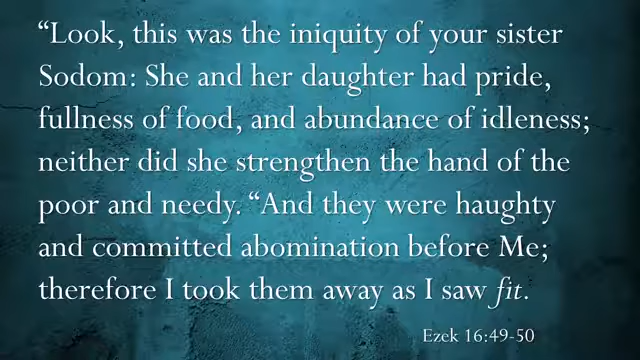 “Look, this was the iniquity of your sister
Sodom: She and her daughter had pride,
fullness of food, and abundance of idleness;
neither did she strengthen the hand of the
poor and needy. “And they were haughty
and committed abomination before Me;
therefore I took them away as I saw fit.
Ezek 16:49-50